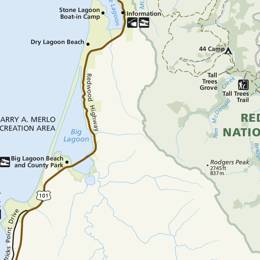 Stone Lagoon
Boat-in Camp
Information
Dry Lagoon Beach
44 Camp
Tall
Trees
Grove
Tall Trees
Trail
Redwood Highway
ARRY A. MERLO
CREATION AREA
Big
Lagoon
RED
NATION
Big Lagoon Beach
and County Park
Rodgers Peak
2745ft
837m
101
Point Drive